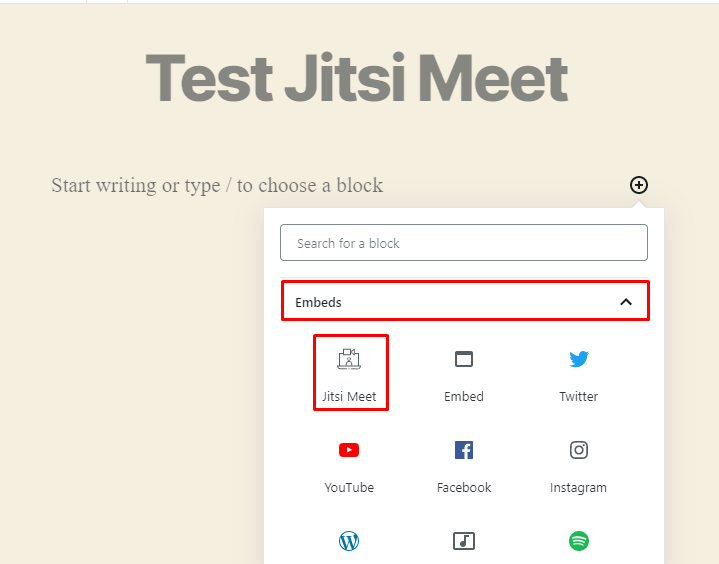 Test Jitsi Meet
Start writing or type / to choose a block
Search for a block
Embeds
Jitsi Meet
Embed
Twitter
YouTube
Facebook
Instagram